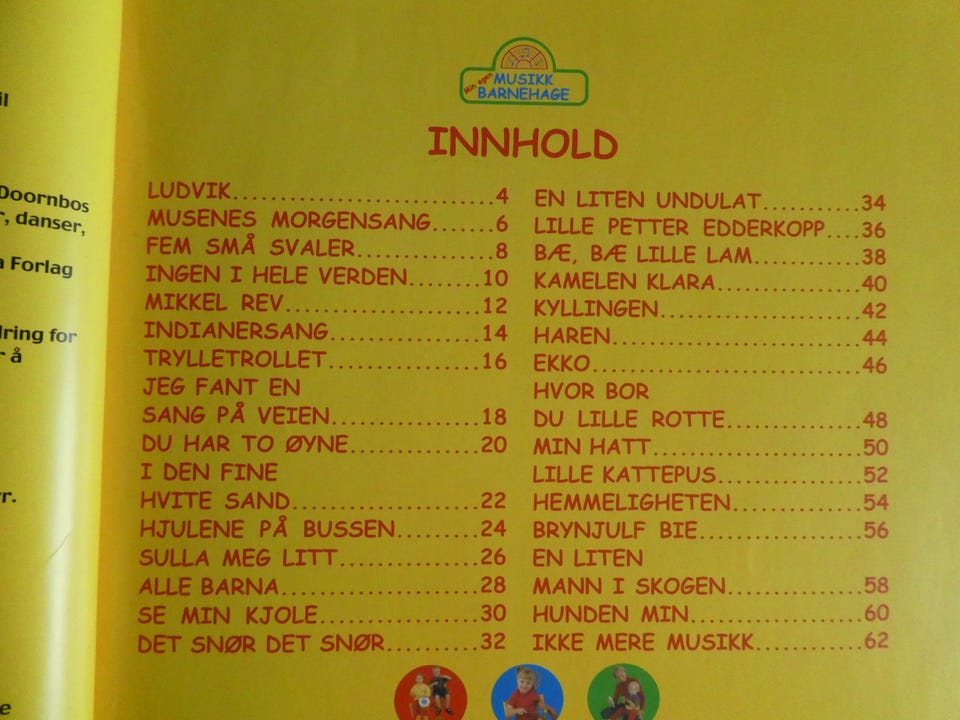 il
Doornbos
r, danser,
a Forlag
dring for
r å
yr.
e
Min egen
MUSIKK
BARNEHAGE
INNHOLD
LUDVIK..........................4
MUSENES MORGENSANG......6
FEM SMÅ SVALER.............8
INGEN I HELE VERDEN........10
MIKKEL REV....................12
INDIANERSANG...............14
TRYLLETROLLET...............16
JEG FANT EN
SANG PÅ VEIEN...............18
DU HAR TO ØYNE.............20
I DEN FINE
HVITE SAND...................22
HJULENE PÅ BUSSEN.........24
SULLA MEG LITT..............26
ALLE BARNA....................28
SE MIN KJOLE................30
DET SNØR DET SNØR.........32
EN LITEN UNDULAT..........34
LILLE PETTER EDDERKOPP....36
BÆ, BÆ LILLE LAM...........38
KAMELEN KLARA...............40
KYLLINGEN....................42
HAREN.........................44
EKKO...........................46
HVOR BOR
DU LILLE ROTTE..............48
MIN HATT.....................50
LILLE KATTEPUS...............52
HEMMELIGHETEN.............54
BRYNJULF BIE.................56
EN LITEN
MANN I SKOGEN..............58
HUNDEN MIN..................60
IKKE MERE MUSIKK...........62